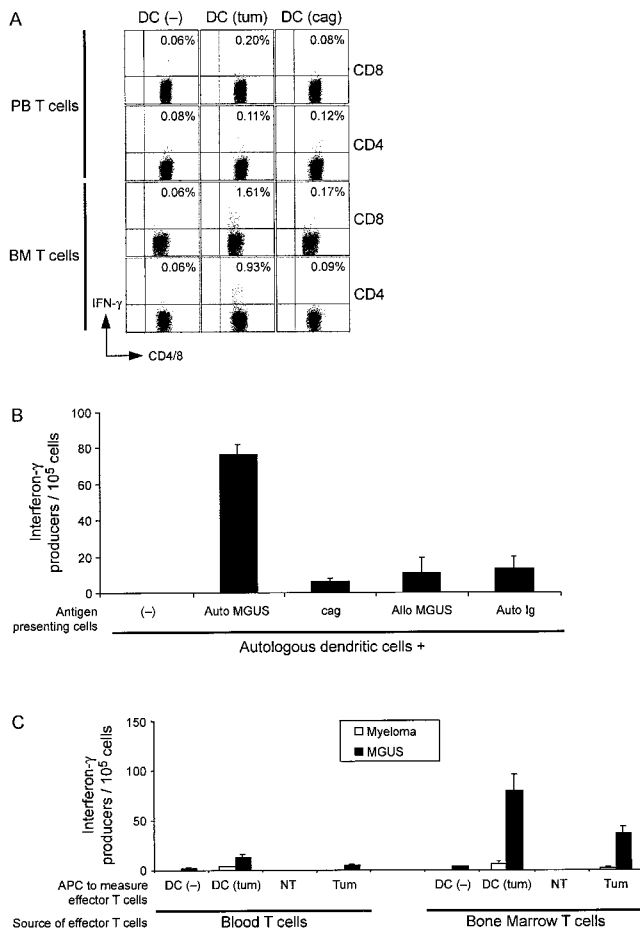 A
DC (–) DC (tum) DC (cag)
0.06% 0.20% 0.08%
CD8
PB T cells
0.08% 0.11% 0.12%
CD4
0.06% 1.61% 0.17%
CD8
BM T cells
0.06% 0.93% 0.09%
CD4
IFN-γ
CD4/8
B
Interferon-γ
producers / 10⁵ cells
100
80
60
40
20
0
Antigen
presenting cells
(–) Auto MGUS cag Allo MGUS Auto Ig
Autologous dendritic cells +
C
Interferon-γ
producers / 10⁵ cells
150
100
50
0
Myeloma
MGUS
APC to measure
effector T cells
DC (–) DC (tum) NT Tum DC (–) DC (tum) NT Tum
Source of effector T cells Blood T cells Bone Marrow T cells